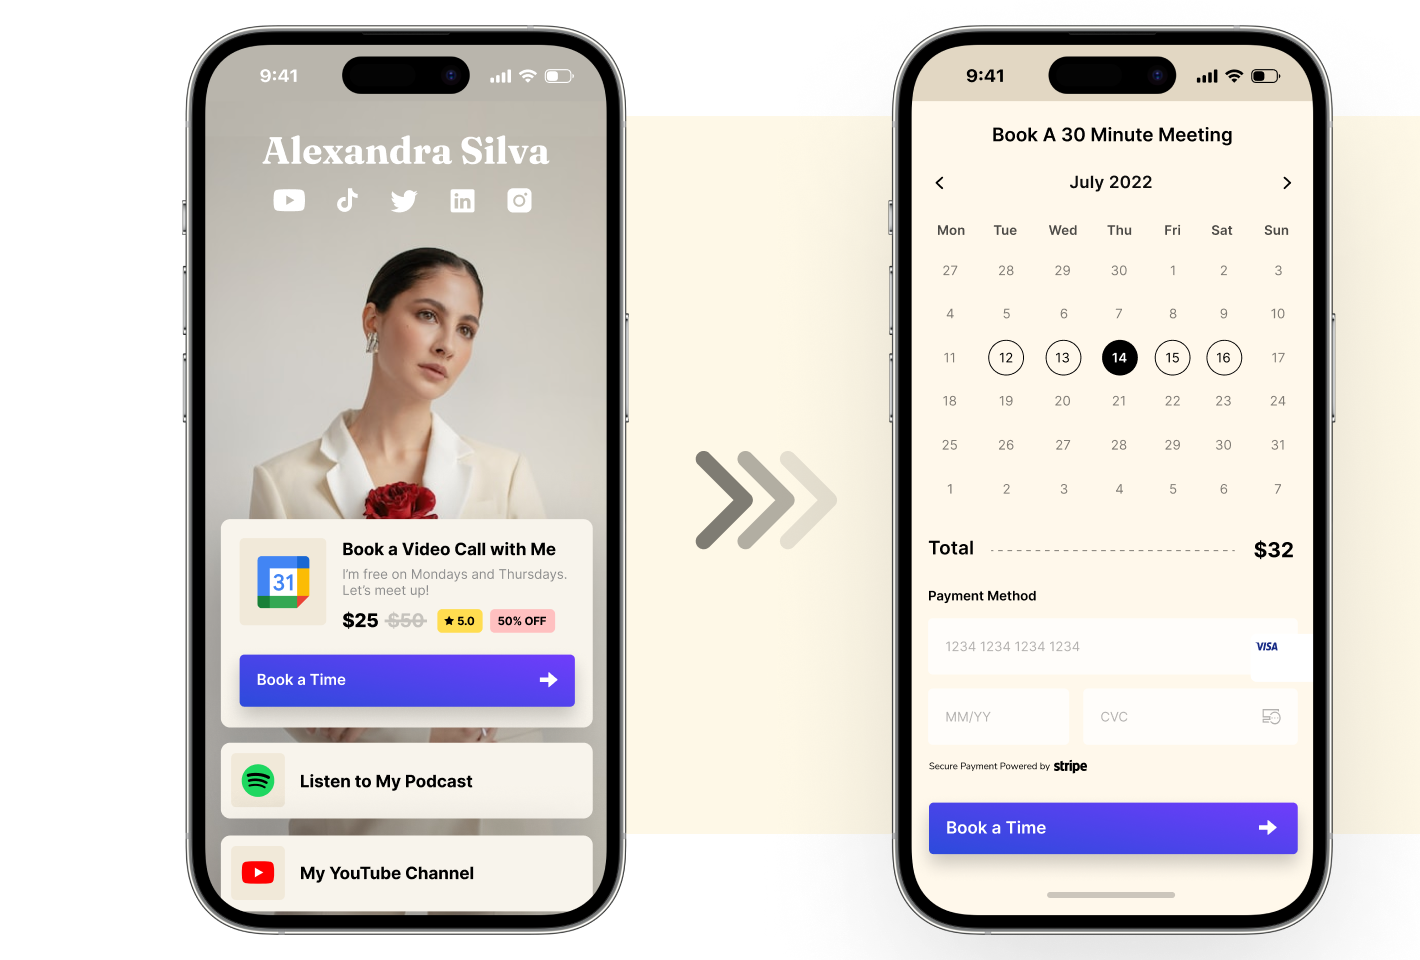 9:41
Alexandra Silva
in
31
Book a Video Call with Me
I'm free on Mondays and Thursdays.
Let's meet up!
$25 $50 5.0 50% OFF
Book a Time
Listen to My Podcast
My YouTube Channel
9:41
Book A 30 Minute Meeting
July 2022
Mon Tue Wed Thu Fri Sat Sun
27 28 29 30 1 2 3
4 5 6 7 8 9 10
11 12 13 14 15 16 17
18 19 20 21 22 23 24
25 26 27 28 29 30 31
1 2 3 4 5 6 7
Total $32
Payment Method
1234 1234 1234 1234 VISA
MM/YY CVC
Secure Payment Powered by stripe
Book a Time